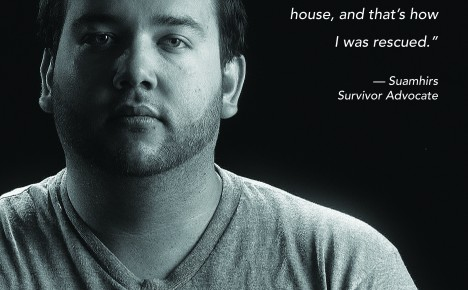 house, and that’s how
I was rescued.”
— Suamhirs
Survivor Advocate